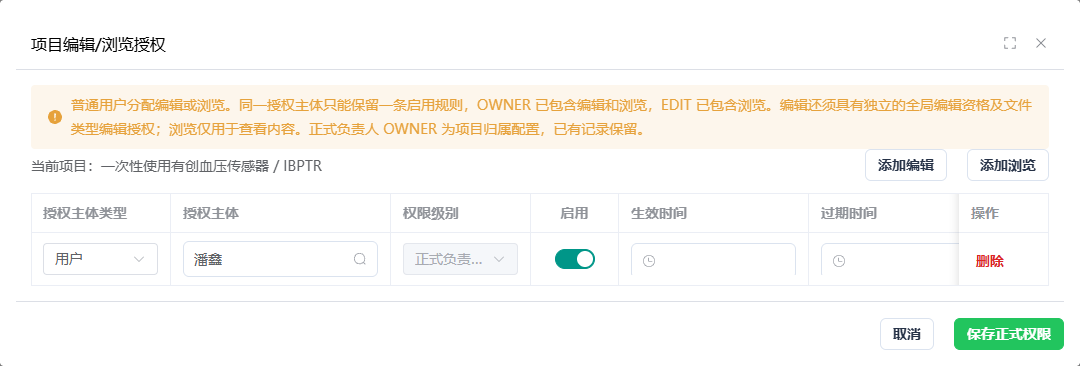 项目编辑/浏览授权
普通用户分配编辑或浏览。同一授权主体只能保留一条启用规则，OWNER 已包含编辑和浏览，EDIT 已包含浏览。编辑还须具有独立的全局编辑资格及文件
类型编辑授权；浏览仅用于查看内容。正式负责人 OWNER 为项目归属配置，已有记录保留。
当前项目：一次性使用有创血压传感器 / IBPTR 添加编辑 添加浏览
授权主体类型 授权主体 权限级别 启用 生效时间 过期时间 操作
用户 潘鑫 正式负责... 删除
取消 保存正式权限